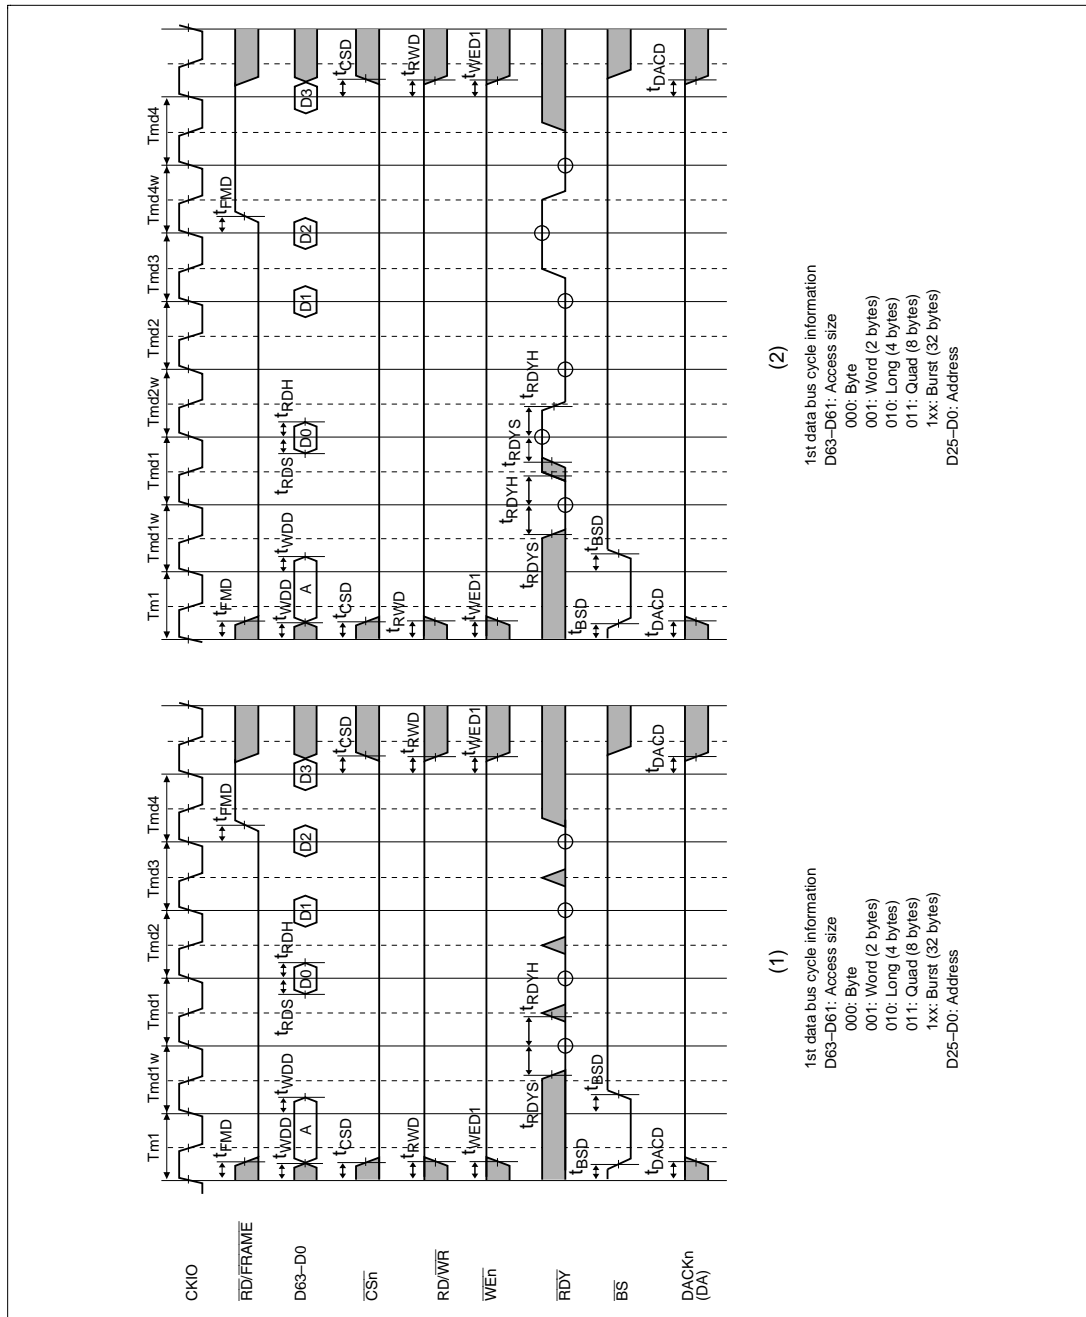 CKIO
RD/FRAME
D63–D0
CSn
RD/WR
WEn
RDY
BS
DACKn
(DA)
Tm1
Tmd1w
Tmd1
Tmd2
Tmd3
Tmd4
tFMD
tFMD
tWDD
tWDD
tRDS
tRDH
A
D0
D1
D2
D3
tCSD
tCSD
tRWD
tRWD
tWED1
tWED1
tRDYS
tRDYH
tBSD
tBSD
tDACD
tDACD
(1)
1st data bus cycle information
D63–D61: Access size
000: Byte
001: Word (2 bytes)
010: Long (4 bytes)
011: Quad (8 bytes)
1xx: Burst (32 bytes)
D25–D0: Address
Tm1
Tmd1w
Tmd1
Tmd2w
Tmd2
Tmd3
Tmd4w
Tmd4
tFMD
tFMD
tWDD
tWDD
tRDS
tRDH
A
D0
D1
D2
D3
tCSD
tCSD
tRWD
tRWD
tWED1
tWED1
tRDYS
tRDYH
tRDYS
tRDYH
tBSD
tBSD
tDACD
tDACD
(2)
1st data bus cycle information
D63–D61: Access size
000: Byte
001: Word (2 bytes)
010: Long (4 bytes)
011: Quad (8 bytes)
1xx: Burst (32 bytes)
D25–D0: Address